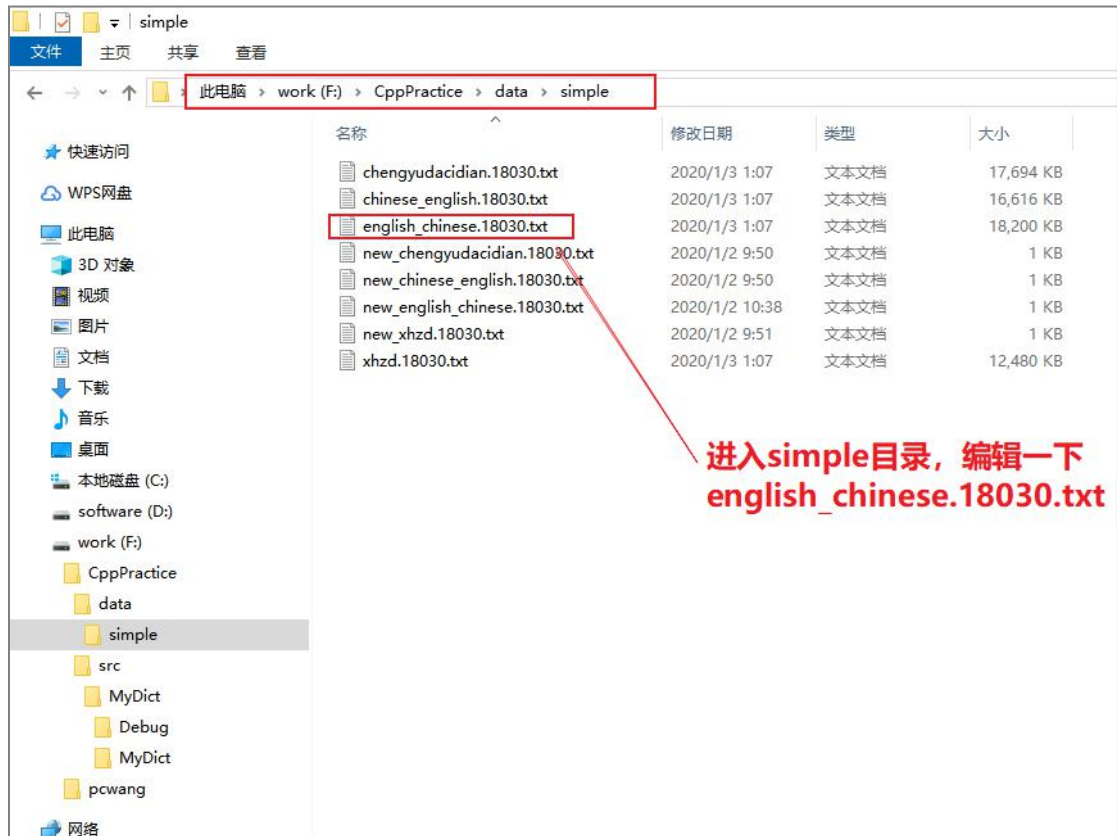 simple
文件 主页 共享 查看
此电脑 › work (F:) › CppPractice › data › simple
名称 修改日期 类型 大小
chengyudacidian.18030.txt 2020/1/3 1:07 文本文档 17,694 KB
chinese_english.18030.txt 2020/1/3 1:07 文本文档 16,616 KB
english_chinese.18030.txt 2020/1/3 1:07 文本文档 18,200 KB
new_chengyudacidian.18030.txt 2020/1/2 9:50 文本文档 1 KB
new_chinese_english.18030.txt 2020/1/2 9:50 文本文档 1 KB
new_english_chinese.18030.txt 2020/1/2 10:38 文本文档 1 KB
new_xhzd.18030.txt 2020/1/2 9:51 文本文档 1 KB
xhzd.18030.txt 2020/1/3 1:07 文本文档 12,480 KB
快速访问
WPS网盘
此电脑
3D 对象
视频
图片
文档
下载
音乐
桌面
本地磁盘 (C:)
software (D:)
work (F:)
CppPractice
data
simple
src
MyDict
Debug
MyDict
pcwang
网络
进入simple目录，编辑一下
english_chinese.18030.txt